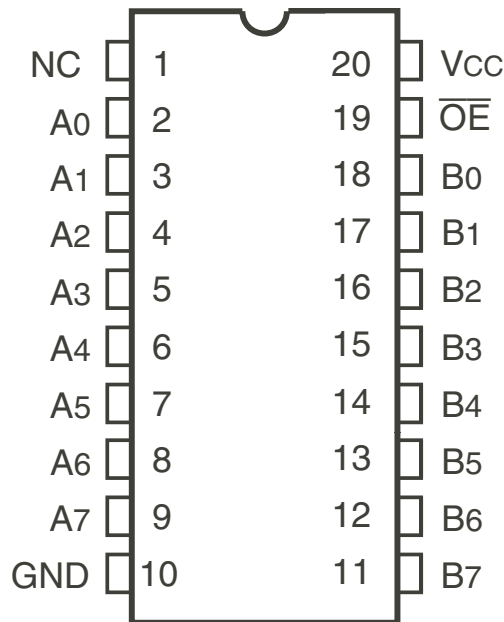 NC 1 20 VCC
A0 2 19 O̅E̅
A1 3 18 B0
A2 4 17 B1
A3 5 16 B2
A4 6 15 B3
A5 7 14 B4
A6 8 13 B5
A7 9 12 B6
GND 10 11 B7